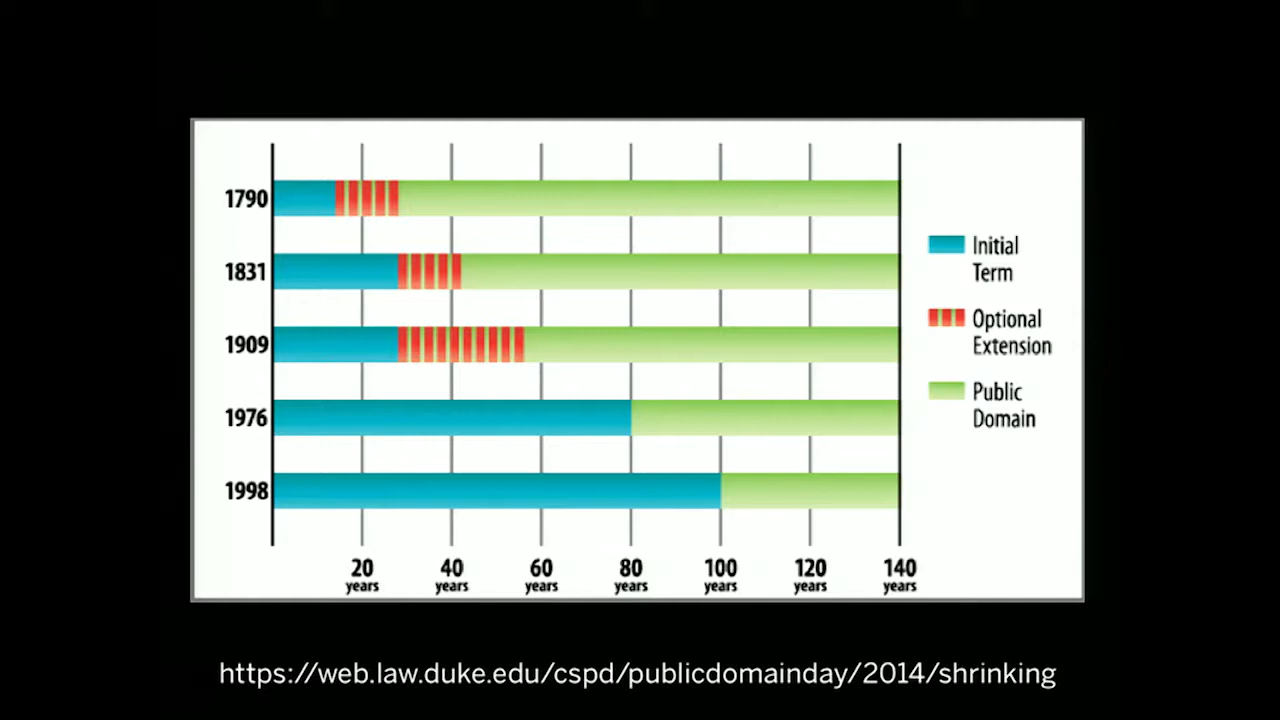 1790
1831
1909
1976
1998
20 years
40 years
60 years
80 years
100 years
120 years
140 years
Initial
Term
Optional
Extension
Public
Domain
https://web.law.duke.edu/cspd/publicdomainday/2014/shrinking